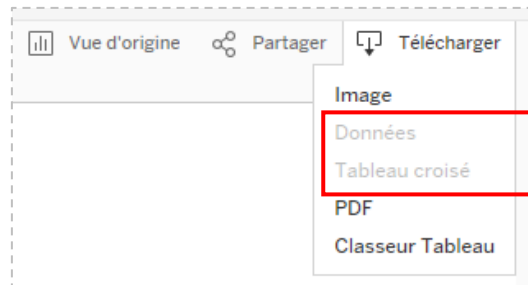 Vue d'origine Partager Télécharger
Image
Données
Tableau croisé
PDF
Classeur Tableau